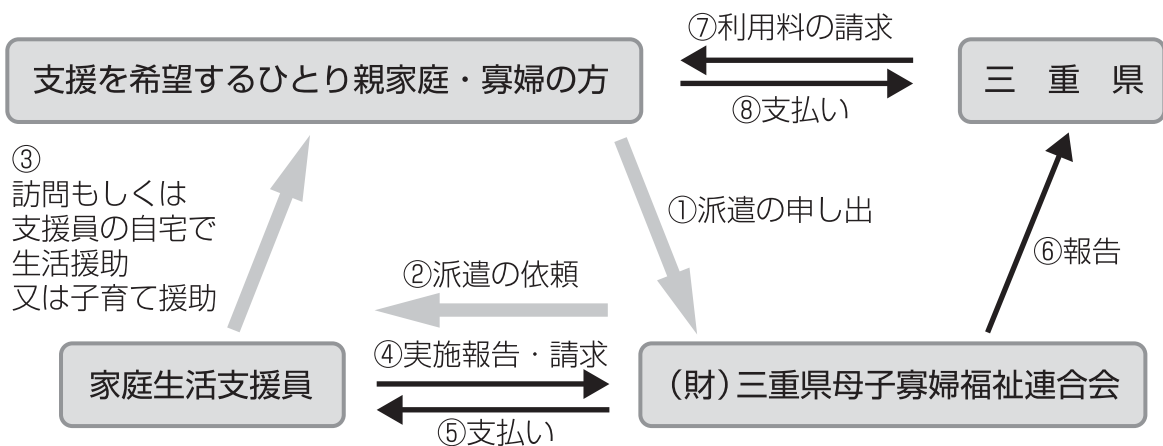 ⑦利用料の請求
支援を希望するひとり親家庭・寡婦の方
三 重 県
⑧支払い
③
訪問もしくは
支援員の自宅で
生活援助
又は子育て援助
①派遣の申し出
②派遣の依頼
⑥報告
家庭生活支援員
④実施報告・請求
(財)三重県母子寡婦福祉連合会
⑤支払い